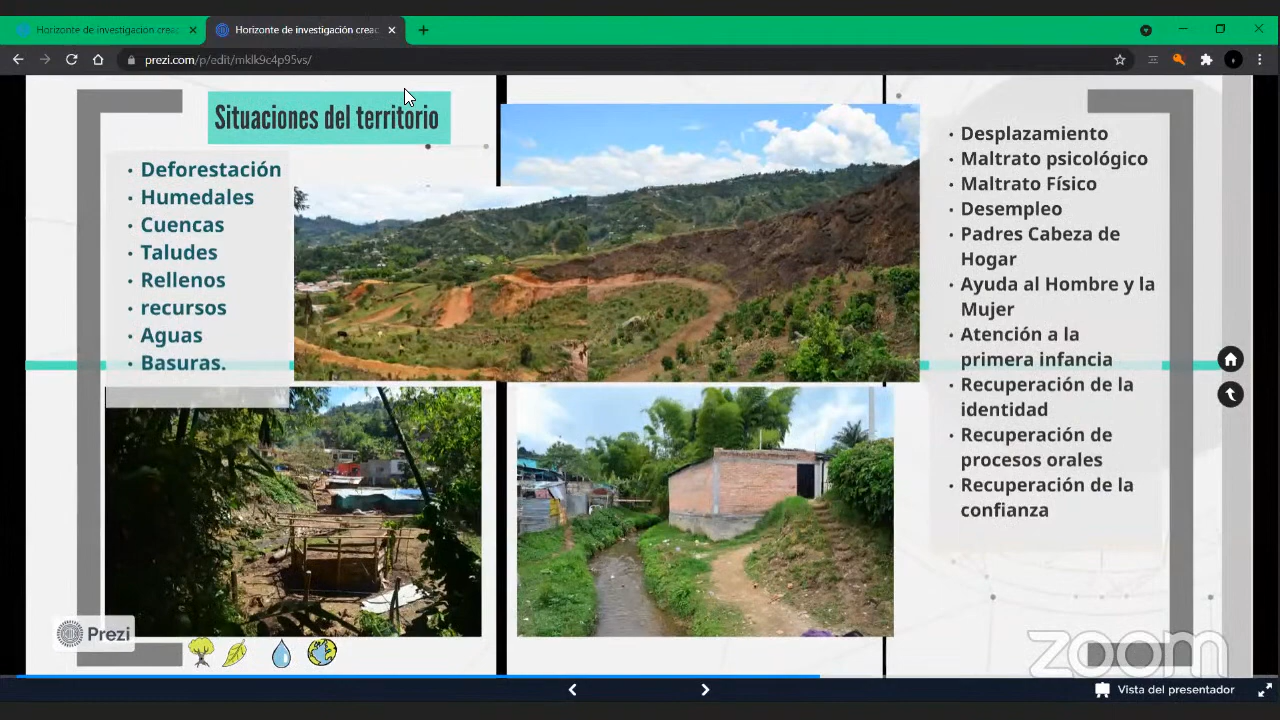 Horizonte de investigación creac
Horizonte de investigación creac
prezi.com/p/edit/mklk9c4p95vs/
Situaciones del territorio
• Deforestación
• Humedales
• Cuencas
• Taludes
• Rellenos
• recursos
• Aguas
• Basuras.
• Desplazamiento
• Maltrato psicológico
• Maltrato Físico
• Desempleo
• Padres Cabeza de
Hogar
• Ayuda al Hombre y la
Mujer
• Atención a la
primera infancia
• Recuperación de la
identidad
• Recuperación de
procesos orales
• Recuperación de la
confianza
Prezi
zoom
Vista del presentador